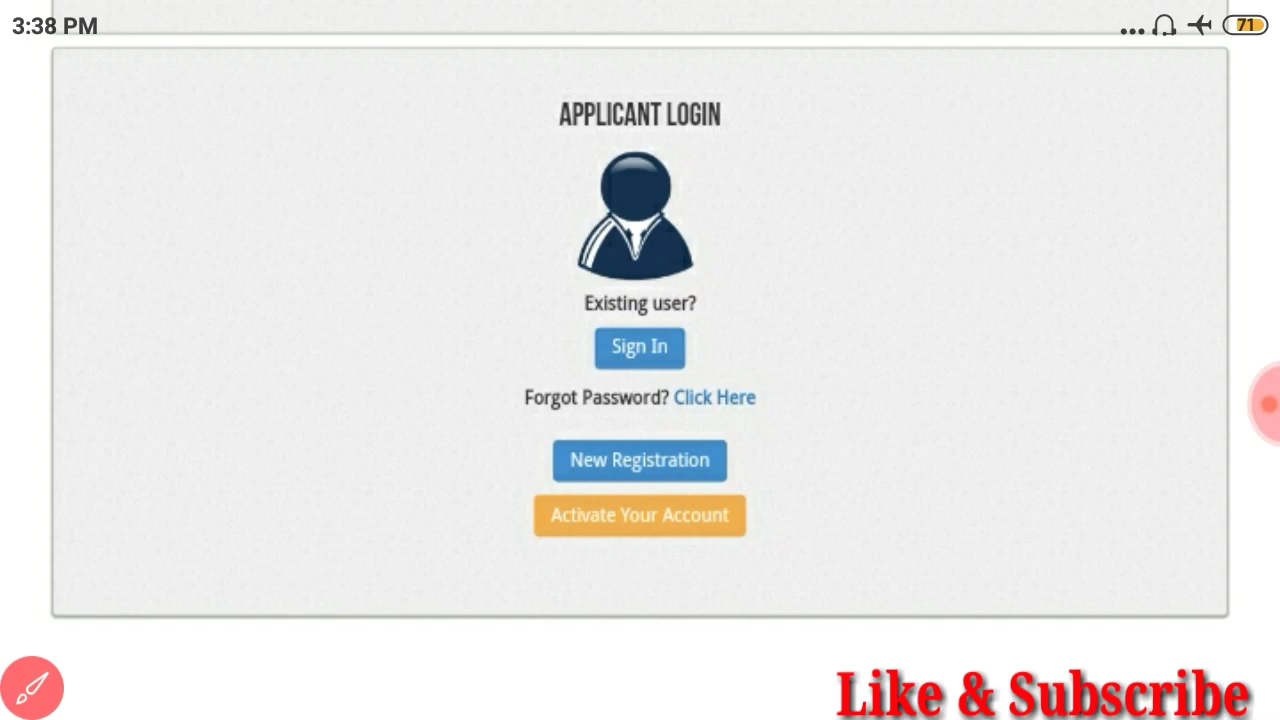 3:38 PM
71
APPLICANT LOGIN
Existing user?
Sign In
Forgot Password? Click Here
New Registration
Activate Your Account
Like & Subscribe